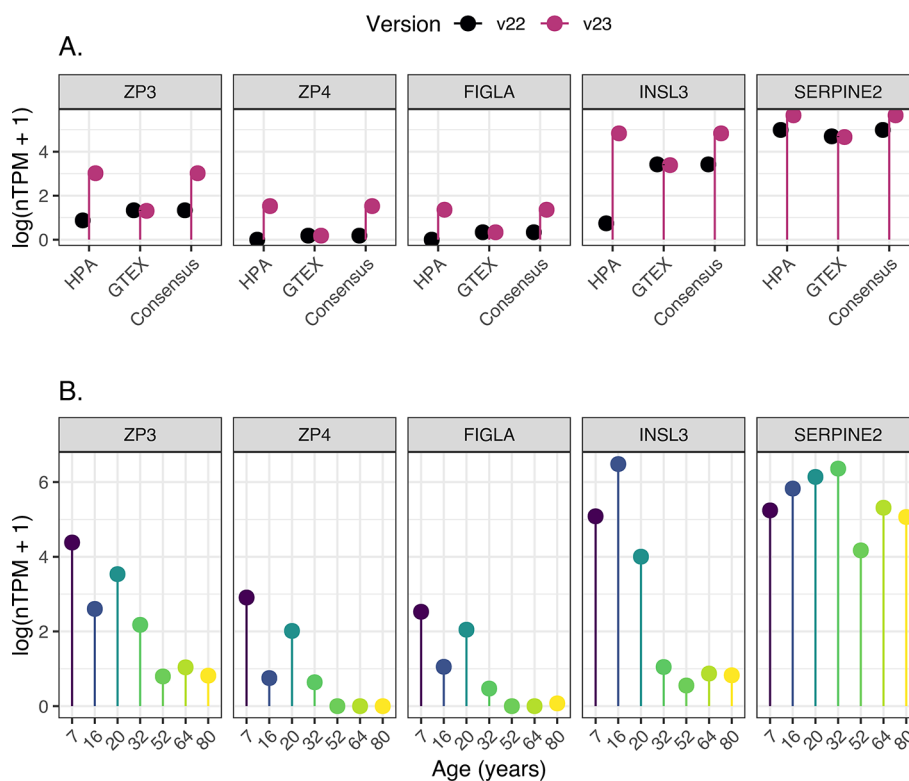 Version v22 v23
A.
ZP3 ZP4 FIGLA INSL3 SERPINE2
log(nTPM + 1)
4
2
0
HPA GTEX Consensus HPA GTEX Consensus HPA GTEX Consensus HPA GTEX Consensus HPA GTEX Consensus
B.
ZP3 ZP4 FIGLA INSL3 SERPINE2
log(nTPM + 1)
6
4
2
0
7 16 20 32 52 64 80 7 16 20 32 52 64 80 7 16 20 32 52 64 80 7 16 20 32 52 64 80 7 16 20 32 52 64 80
Age (years)